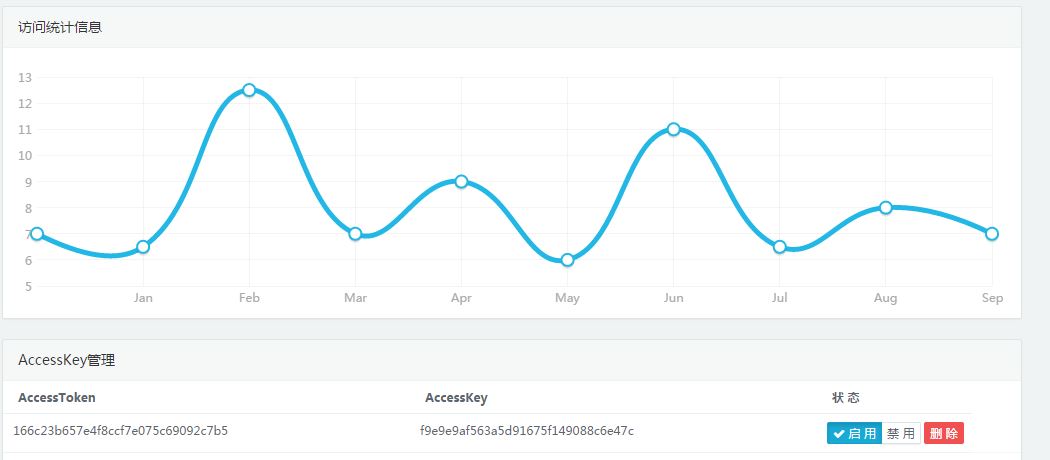 访问统计信息
13
12
11
10
9
8
7
6
5
Jan Feb Mar Apr May Jun Jul Aug Sep
AccessKey管理
AccessToken AccessKey 状 态
166c23b657e4f8ccf7e075c69092c7b5 f9e9e9af563a5d91675f149088c6e47c 启 用 禁 用 删 除